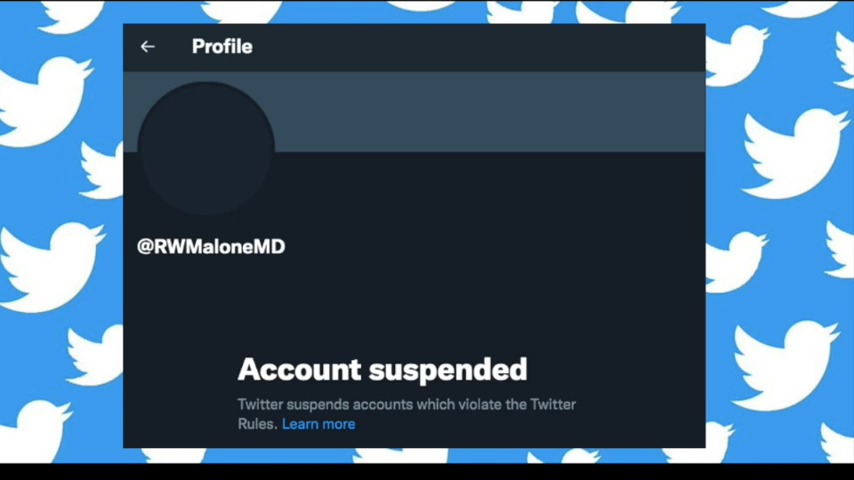 Profile
@RWMaloneMD
Account suspended
Twitter suspends accounts which violate the Twitter
Rules. Learn more